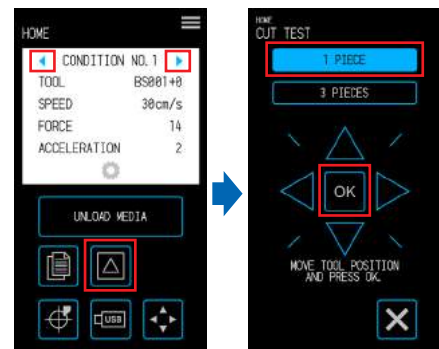 HOME
CONDITION NO. 1
TOOL BS001+0
SPEED 30cm/s
FORCE 14
ACCELERATION 2
UNLOAD MEDIA
USB
HOME
CUT TEST
1 PIECE
3 PIECES
OK
MOVE TOOL POSITION
AND PRESS OK.